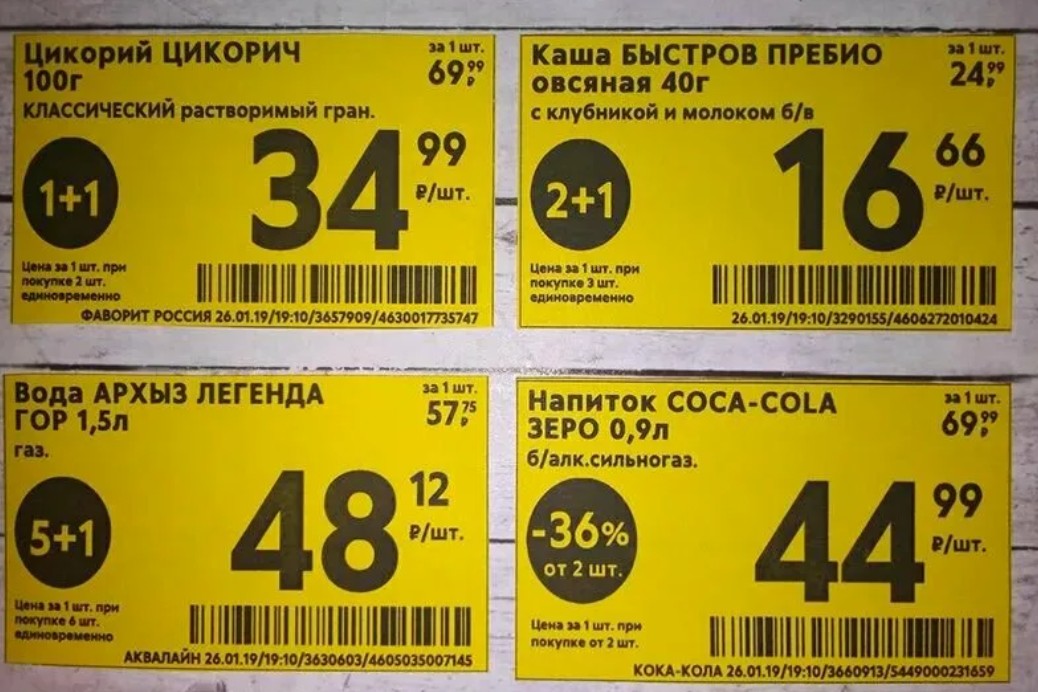 Цикорий ЦИКОРИЧ
100г
за 1 шт.
69 99 ₽
КЛАССИЧЕСКИЙ растворимый гран.
1+1
34 99
₽/шт.
Цена за 1 шт. при
покупке 2 шт.
единовременно
ФАВОРИТ РОССИЯ 26.01.19/19:10/3657909/4630017735747
Каша БЫСТРОВ ПРЕБИО
овсяная 40г
за 1 шт.
24 99 ₽
с клубникой и молоком б/в
2+1
16 66
₽/шт.
Цена за 1 шт. при
покупке 3 шт.
единовременно
26.01.19/19:10/3290155/4606272010424
Вода АРХЫЗ ЛЕГЕНДА
ГОР 1,5л
за 1 шт.
57 75 ₽
газ.
5+1
48 12
₽/шт.
Цена за 1 шт. при
покупке 6 шт.
единовременно
АКВАЛАЙН 26.01.19/19:10/3630603/4605035007145
Напиток COCA-COLA
ЗЕРО 0,9л
за 1 шт.
69 99 ₽
б/алк.сильногаз.
-36%
от 2 шт.
44 99
₽/шт.
Цена за 1 шт. при
покупке от 2 шт.
КОКА-КОЛА 26.01.19/19:10/3660913/5449000231659